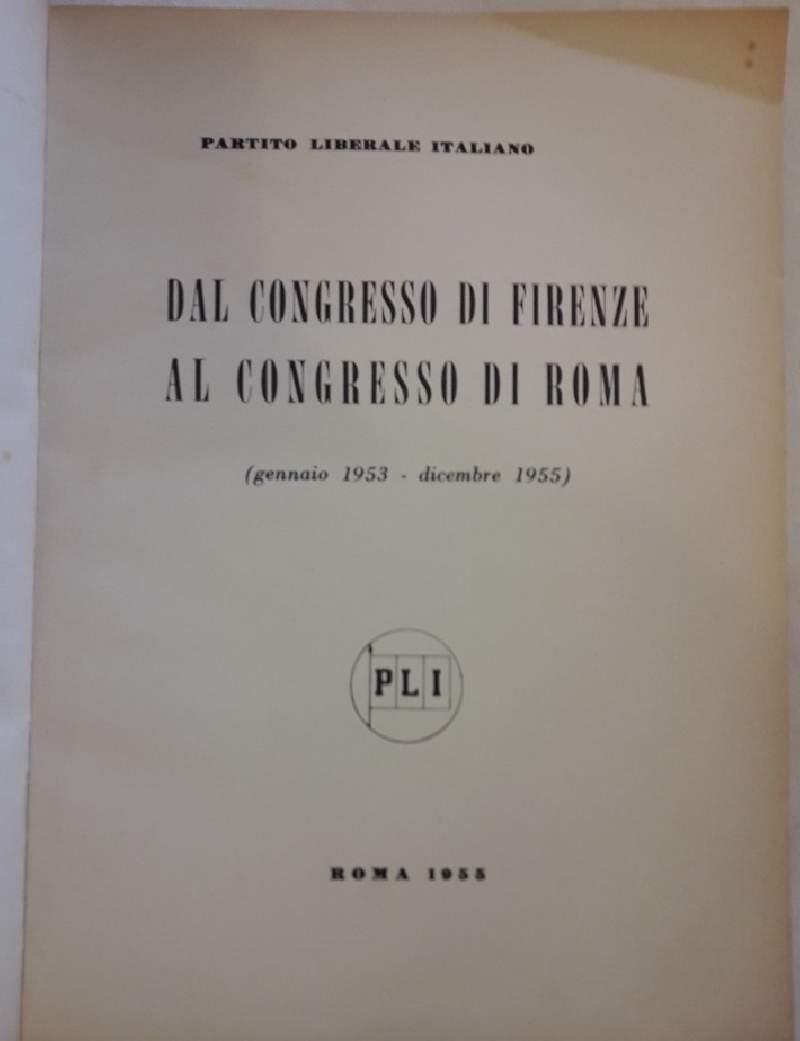 PARTITO LIBERALE ITALIANO
DAL CONGRESSO DI FIRENZE
AL CONGRESSO DI ROMA
(gennaio 1953 - dicembre 1955)
PLI
ROMA 1955